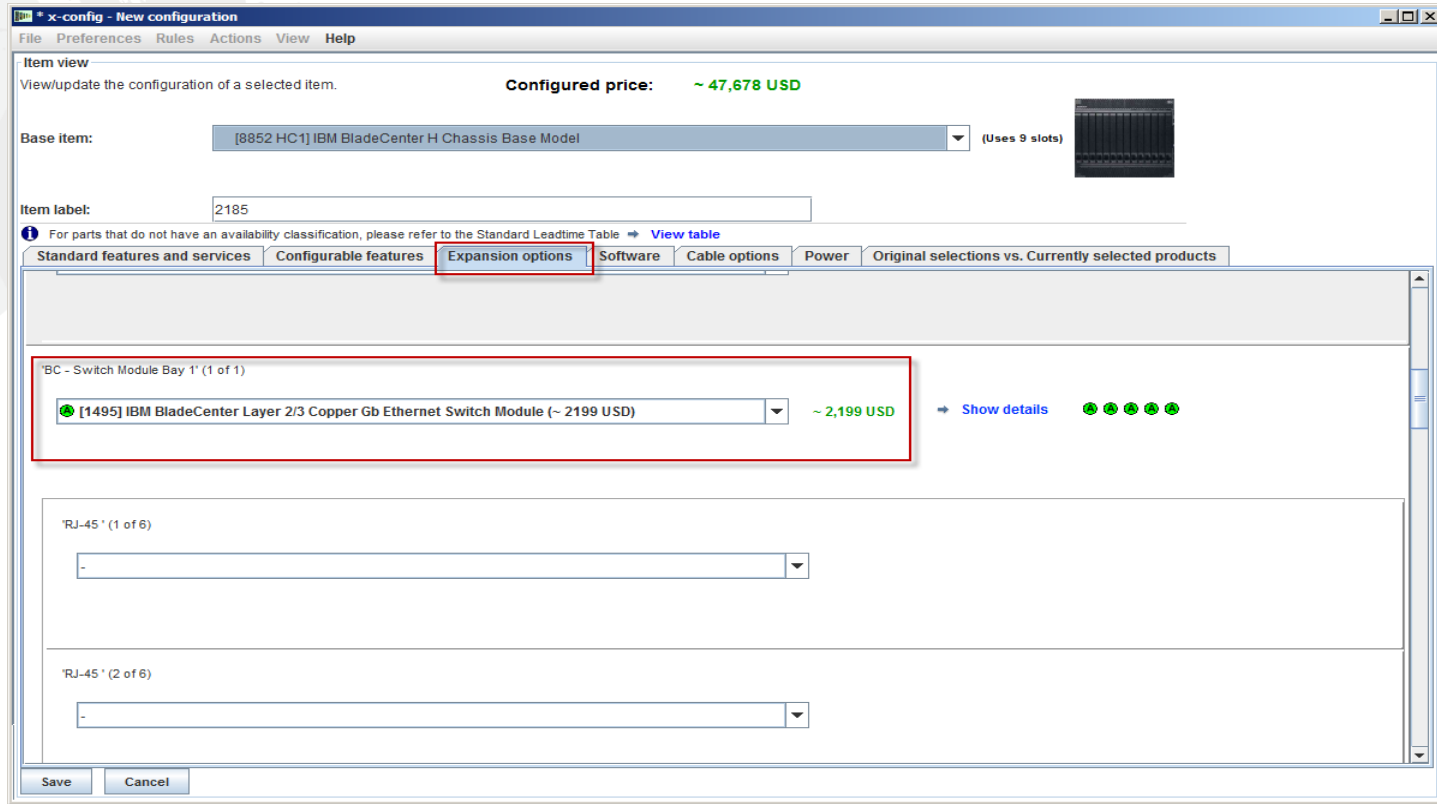 * x-config - New configuration
File Preferences Rules Actions View Help
Item view
View/update the configuration of a selected item. Configured price: ~ 47,678 USD
Base item: [8852 HC1] IBM BladeCenter H Chassis Base Model (Uses 9 slots)
Item label: 2185
For parts that do not have an availability classification, please refer to the Standard Leadtime Table ➡ View table
Standard features and services Configurable features Expansion options Software Cable options Power Original selections vs. Currently selected products
'BC - Switch Module Bay 1' (1 of 1)
A [1495] IBM BladeCenter Layer 2/3 Copper Gb Ethernet Switch Module (~ 2199 USD) ~ 2,199 USD ➡ Show details A A A A A
'RJ-45 ' (1 of 6)
-
'RJ-45 ' (2 of 6)
-
Save Cancel